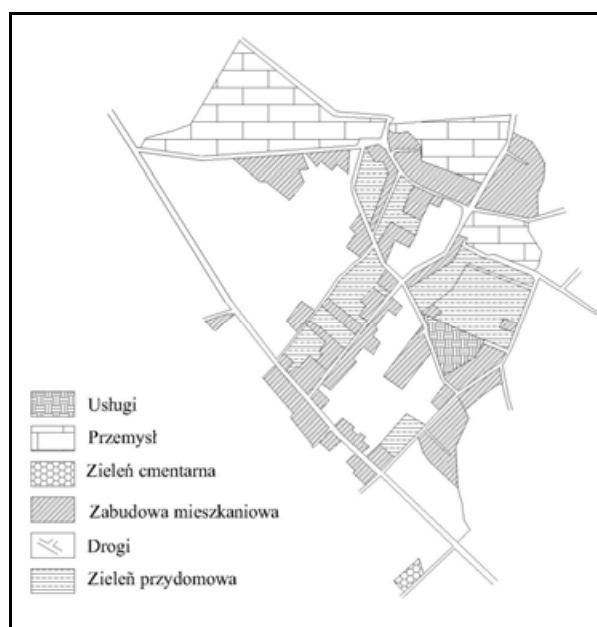 Usługi
Przemysł
Zieleń cmentarna
Zabudowa mieszkaniowa
Drogi
Zieleń przydomowa